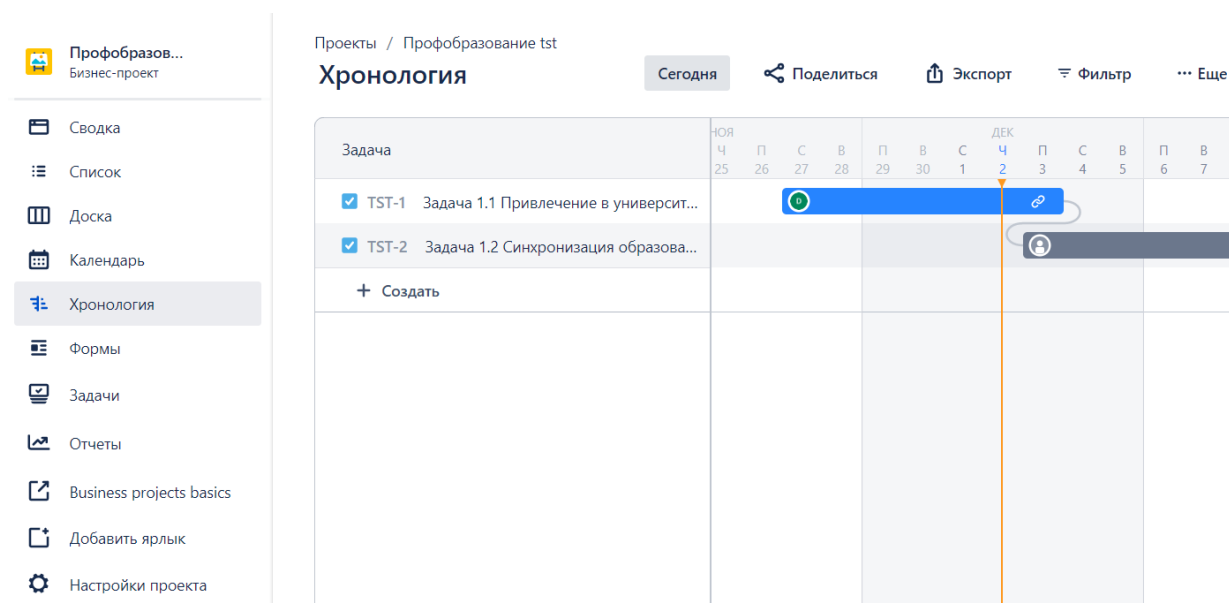 Профобразов...
Бизнес-проект
Сводка
Список
Доска
Календарь
Хронология
Формы
Задачи
Отчеты
Business projects basics
Добавить ярлык
Настройки проекта
Проекты / Профобразование tst
Хронология
Сегодня
Поделиться
Экспорт
Фильтр
Еще
Задача
НОЯ ДЕК
Ч П С В П В С Ч П С В П В
25 26 27 28 29 30 1 2 3 4 5 6 7
TST-1 Задача 1.1 Привлечение в университ...
D
TST-2 Задача 1.2 Синхронизация образова...
+ Создать